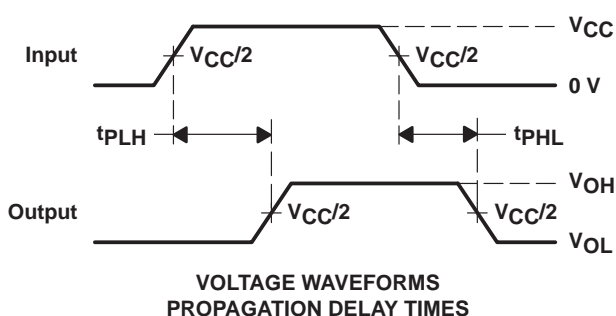 VCC
Input
VCC/2
VCC/2
0 V
tPLH
tPHL
VOH
Output
VCC/2
VCC/2
VOL
VOLTAGE WAVEFORMS
PROPAGATION DELAY TIMES